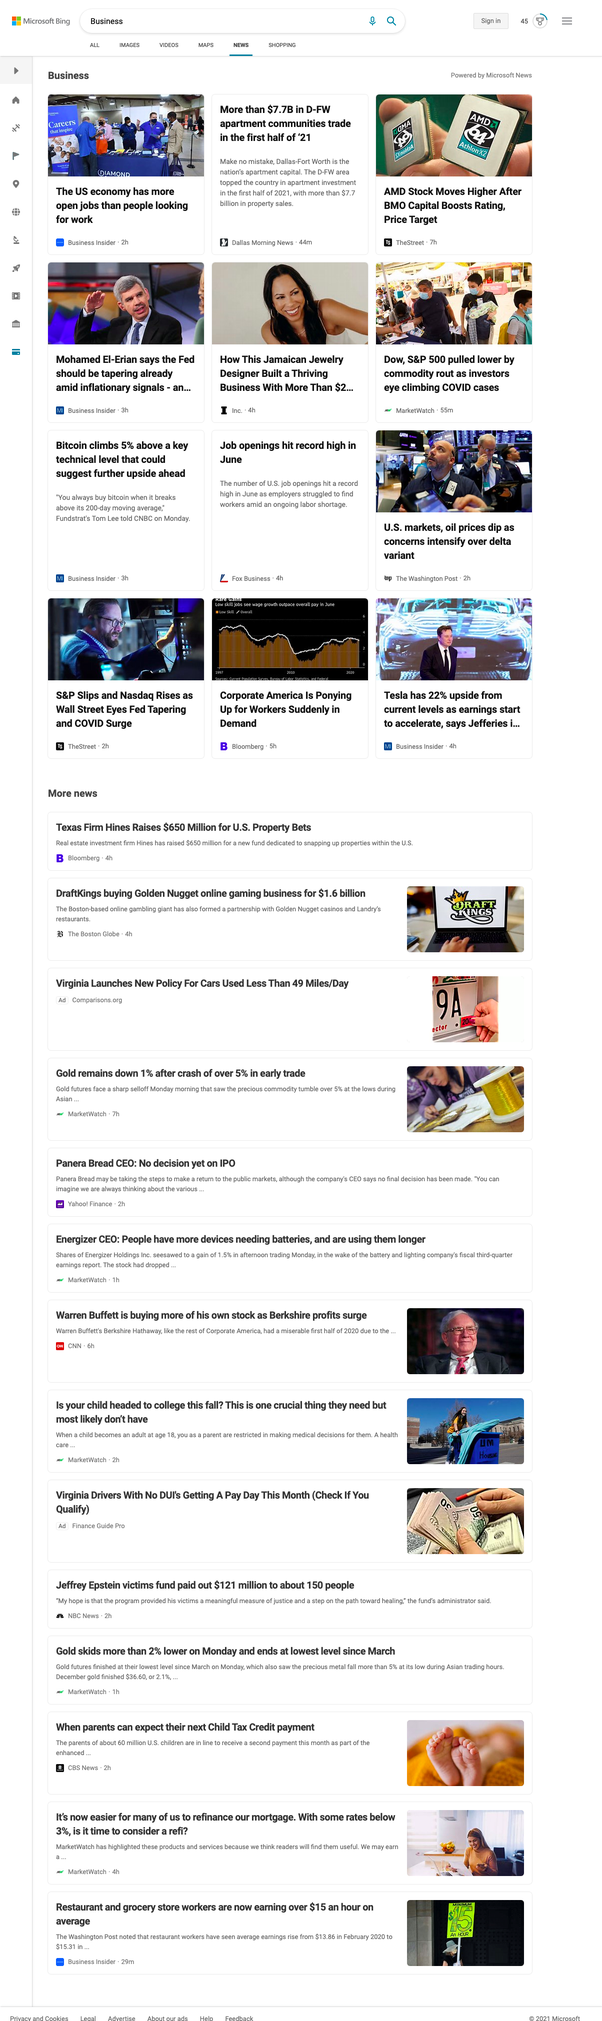 Microsoft Bing
Business
Sign in
45
ALL
IMAGES
VIDEOS
MAPS
NEWS
SHOPPING
Business
Powered by Microsoft News
Careers
DIAMOND
The US economy has more
open jobs than people looking
for work
Business Insider · 2h
More than $7.7B in D-FW
apartment communities trade
in the first half of '21
Make no mistake, Dallas-Fort Worth is the
nation's apartment capital. The D-FW area
topped the country in apartment investment
in the first half of 2021, with more than $7.7
billion in property sales.
Dallas Morning News · 44m
AMD
64
AthlonX2
AMD Stock Moves Higher After
BMO Capital Boosts Rating,
Price Target
TheStreet · 7h
Mohamed El-Erian says the Fed
should be tapering already
amid inflationary signals - an...
Business Insider · 3h
How This Jamaican Jewelry
Designer Built a Thriving
Business With More Than $2...
Inc. · 4h
Dow, S&P 500 pulled lower by
commodity rout as investors
eye climbing COVID cases
MarketWatch · 55m
Bitcoin climbs 5% above a key
technical level that could
suggest further upside ahead
"You always buy bitcoin when it breaks
above its 200-day moving average,"
Fundstrat's Tom Lee told CNBC on Monday.
Business Insider · 3h
Job openings hit record high in
June
The number of U.S. job openings hit a record
high in June as employers struggled to find
workers amid an ongoing labor shortage.
Fox Business · 4h
U.S. markets, oil prices dip as
concerns intensify over delta
variant
The Washington Post · 2h
S&P Slips and Nasdaq Rises as
Wall Street Eyes Fed Tapering
and COVID Surge
TheStreet · 2h
Rare Gains
Low skill jobs see wage growth outpace overall pay in June
Corporate America Is Ponying
Up for Workers Suddenly in
Demand
Bloomberg · 5h
Tesla has 22% upside from
current levels as earnings start
to accelerate, says Jefferies i...
Business Insider · 4h
More news
Texas Firm Hines Raises $650 Million for U.S. Property Bets
Real estate investment firm Hines has raised $650 million for a new fund dedicated to snapping up properties within the U.S.
Bloomberg · 4h
DraftKings buying Golden Nugget online gaming business for $1.6 billion
The Boston-based online gambling giant has also formed a partnership with Golden Nugget casinos and Landry's
restaurants.
The Boston Globe · 4h
DRAFT
KINGS
Virginia Launches New Policy For Cars Used Less Than 49 Miles/Day
Ad Comparisons.org
9A
ector
Gold remains down 1% after crash of over 5% in early trade
Gold futures face a sharp selloff Monday morning that saw the precious commodity tumble over 5% at the lows during
Asian ...
MarketWatch · 7h
Panera Bread CEO: No decision yet on IPO
Panera Bread may be taking the steps to make a return to the public markets, although the company's CEO says no final decision has been made. "You can
imagine we are always thinking about the various ...
Yahoo! Finance · 2h
Energizer CEO: People have more devices needing batteries, and are using them longer
Shares of Energizer Holdings Inc. seesawed to a gain of 1.5% in afternoon trading Monday, in the wake of the battery and lighting company's fiscal third-quarter
earnings report. The stock had dropped ...
MarketWatch · 1h
Warren Buffett is buying more of his own stock as Berkshire profits surge
Warren Buffett's Berkshire Hathaway, like the rest of Corporate America, had a miserable first half of 2020 due to the ...
CNN · 6h
Is your child headed to college this fall? This is one crucial thing they need but
most likely don't have
When a child becomes an adult at age 18, you as a parent are restricted in making medical decisions for them. A health
care ...
MarketWatch · 2h
Virginia Drivers With No DUI's Getting A Pay Day This Month (Check If You
Qualify)
Ad Finance Guide Pro
Jeffrey Epstein victims fund paid out $121 million to about 150 people
"My hope is that the program provided his victims a meaningful measure of justice and a step on the path toward healing," the fund's administrator said.
NBC News · 2h
Gold skids more than 2% lower on Monday and ends at lowest level since March
Gold futures finished at their lowest level since March on Monday, which also saw the precious metal fall more than 5% at its low during Asian trading hours.
December gold finished $36.60, or 2.1%, ...
MarketWatch · 1h
When parents can expect their next Child Tax Credit payment
The parents of about 60 million U.S. children are in line to receive a second payment this month as part of the
enhanced ...
CBS News · 2h
It's now easier for many of us to refinance our mortgage. With some rates below
3%, is it time to consider a refi?
MarketWatch has highlighted these products and services because we think readers will find them useful. We may earn
a ...
MarketWatch · 4h
Restaurant and grocery store workers are now earning over $15 an hour on
average
The Washington Post noted that restaurant workers have seen average earnings rise from $13.86 in February 2020 to
$15.31 in ...
Business Insider · 29m
15
AN HOUR
Privacy and Cookies
Legal
Advertise
About our ads
Help
Feedback
© 2021 Microsoft